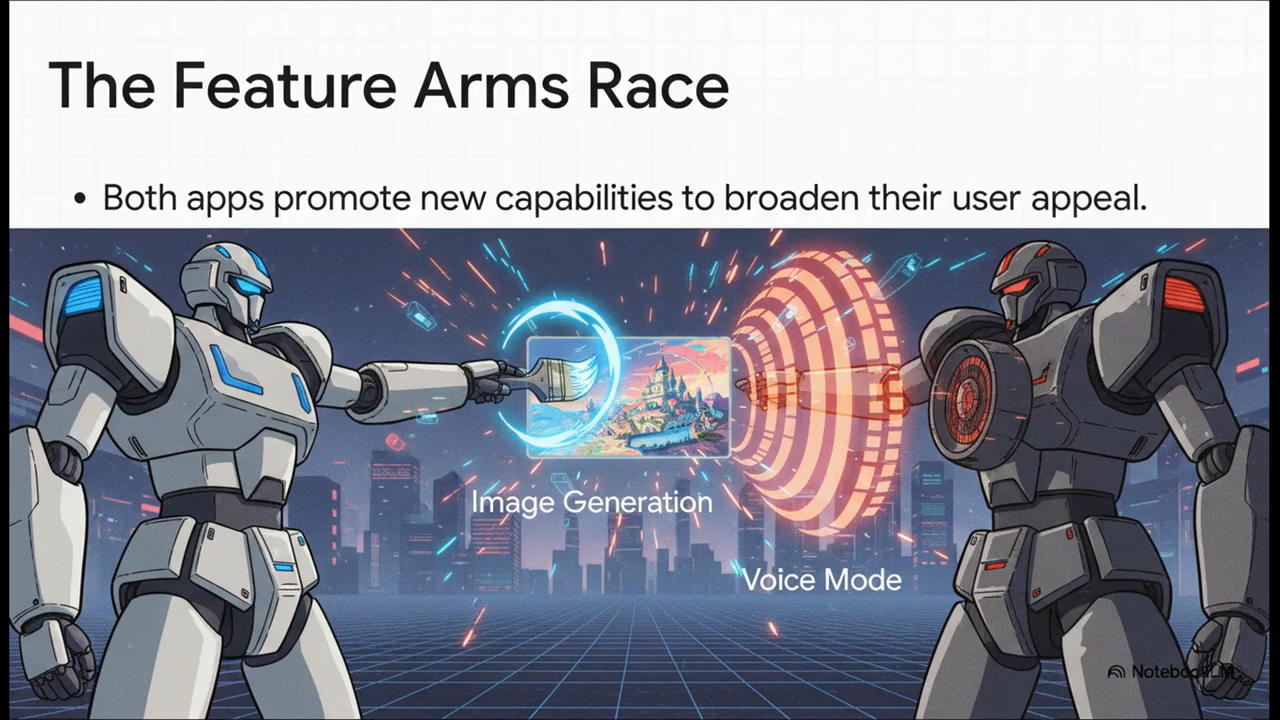 The Feature Arms Race
• Both apps promote new capabilities to broaden their user appeal.
Image Generation
Voice Mode
NotebookLM